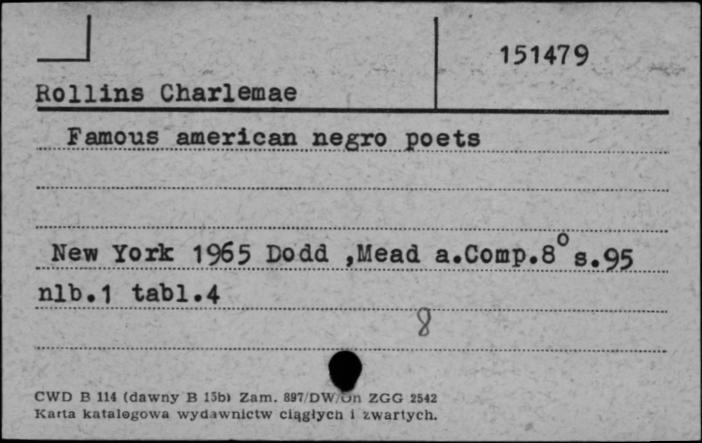 151479
Rollins Charlemae
Famous american negro poets
New York 1965 Dodd ,Mead a.Comp.8° s.95
nlb.1 tabl.4
8
CWD B 114 (dawny B 15b) Zam. 897/DW/Un ZGG 2542
Karta katalogowa wydawnictw ciągłych i zwartych.